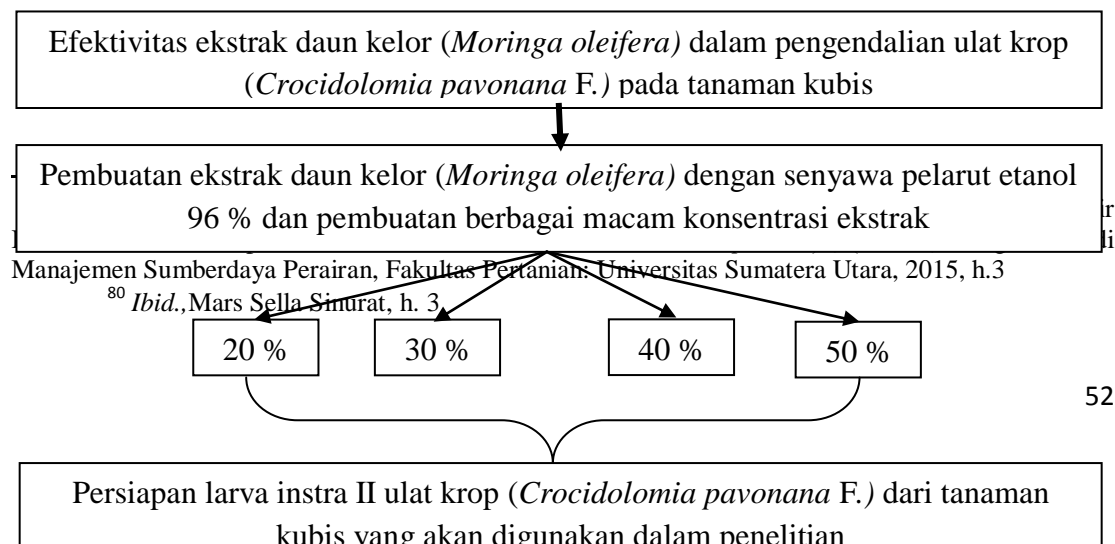 Efektivitas ekstrak daun kelor (Moringa oleifera) dalam pengendalian ulat krop
(Crocidolomia pavonana F.) pada tanaman kubis
Pembuatan ekstrak daun kelor (Moringa oleifera) dengan senyawa pelarut etanol
96 % dan pembuatan berbagai macam konsentrasi ekstrak
Manajemen Sumberdaya Perairan, Fakultas Pertanian: Universitas Sumatera Utara, 2015, h.3
80 Ibid.,Mars Sella Sinurat, h. 3
20 % 30 % 40 % 50 %
52
Persiapan larva instra II ulat krop (Crocidolomia pavonana F.) dari tanaman
kubis yang akan digunakan dalam penelitian